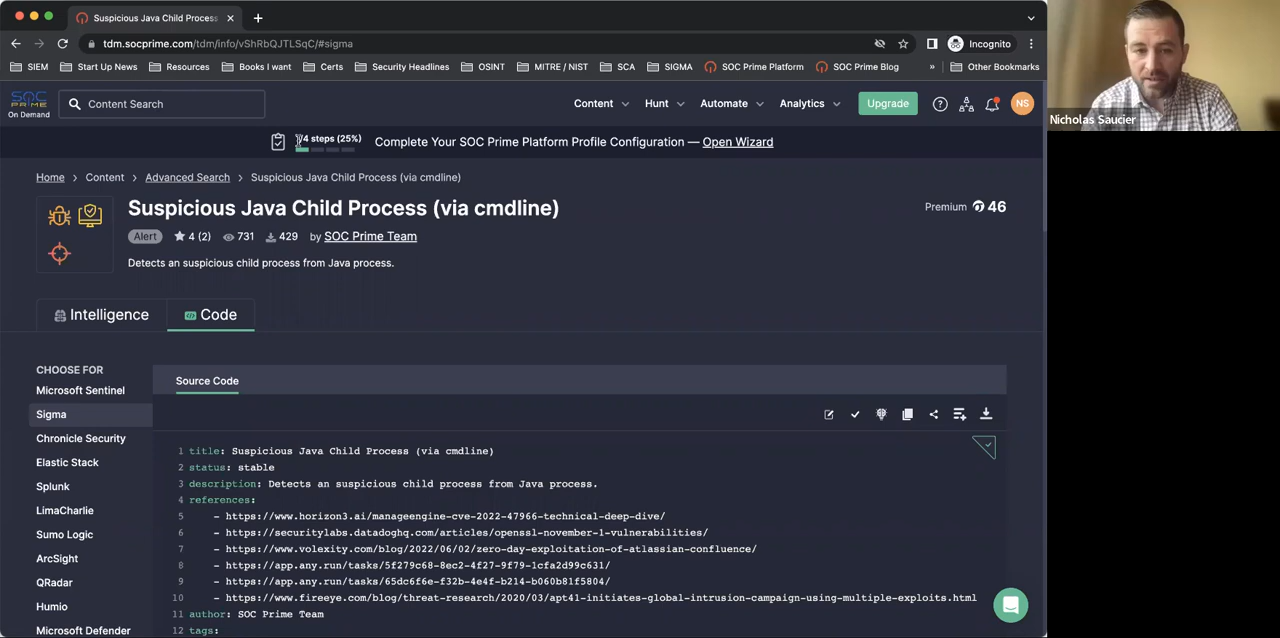 Suspicious Java Child Process
tdm.socprime.com/tdm/info/vShRbQJTLSqC/#sigma
Incognito
SIEM
Start Up News
Resources
Books I want
Certs
Security Headlines
OSINT
MITRE / NIST
SCA
SIGMA
SOC Prime Platform
SOC Prime Blog
»
Other Bookmarks
Nicholas Saucier
SOC PRIME
On Demand
Content Search
Content
Hunt
Automate
Analytics
Upgrade
NS
/4 steps (25%)
Complete Your SOC Prime Platform Profile Configuration — Open Wizard
Home > Content > Advanced Search > Suspicious Java Child Process (via cmdline)
Suspicious Java Child Process (via cmdline)
Premium 46
Alert 4 (2) 731 429 by SOC Prime Team
Detects an suspicious child process from Java process.
Intelligence
Code
CHOOSE FOR
Microsoft Sentinel
Sigma
Chronicle Security
Elastic Stack
Splunk
LimaCharlie
Sumo Logic
ArcSight
QRadar
Humio
Microsoft Defender
Source Code
1 title: Suspicious Java Child Process (via cmdline)
2 status: stable
3 description: Detects an suspicious child process from Java process.
4 references:
5 - https://www.horizon3.ai/manageengine-cve-2022-47966-technical-deep-dive/
6 - https://securitylabs.datadoghq.com/articles/openssl-november-1-vulnerabilities/
7 - https://www.volexity.com/blog/2022/06/02/zero-day-exploitation-of-atlassian-confluence/
8 - https://app.any.run/tasks/5f279c68-8ec2-4f27-9f79-1cfa2d99c631/
9 - https://app.any.run/tasks/65dc6f6e-f32b-4e4f-b214-b060b81f5804/
10 - https://www.fireeye.com/blog/threat-research/2020/03/apt41-initiates-global-intrusion-campaign-using-multiple-exploits.html
11 author: SOC Prime Team
12 tags: